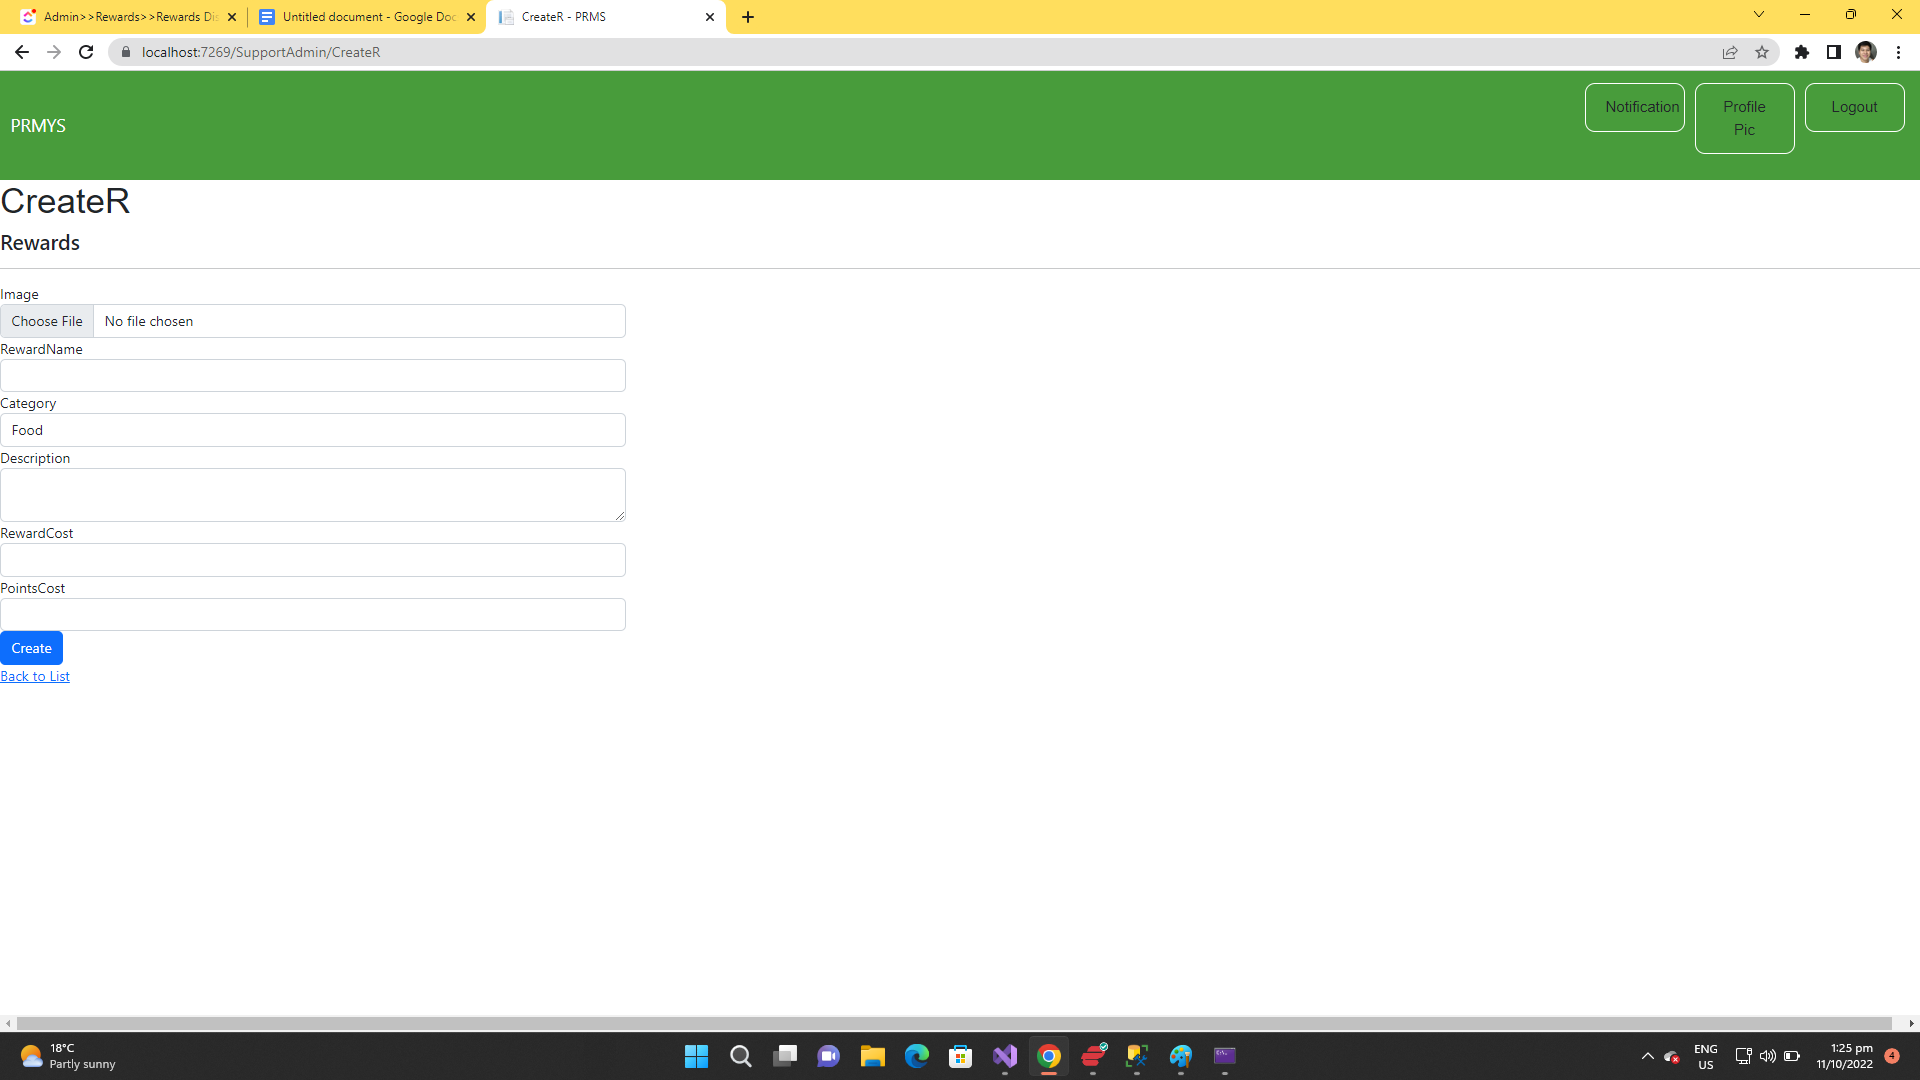 Admin>>Rewards>>Rewards Dis
Untitled document - Google Doc
CreateR - PRMS
localhost:7269/SupportAdmin/CreateR
PRMYS
Notification
Profile
Pic
Logout
CreateR
Rewards
Image
Choose File No file chosen
RewardName
Category
Food
Description
RewardCost
PointsCost
Create
Back to List
18°C
Partly sunny
ENG
US
1:25 pm
11/10/2022
4